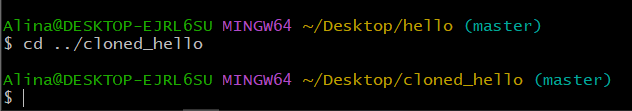 Alina@DESKTOP-EJRL6SU MINGW64 ~/Desktop/hello (master)
$ cd ../cloned_hello
Alina@DESKTOP-EJRL6SU MINGW64 ~/Desktop/cloned_hello (master)
$